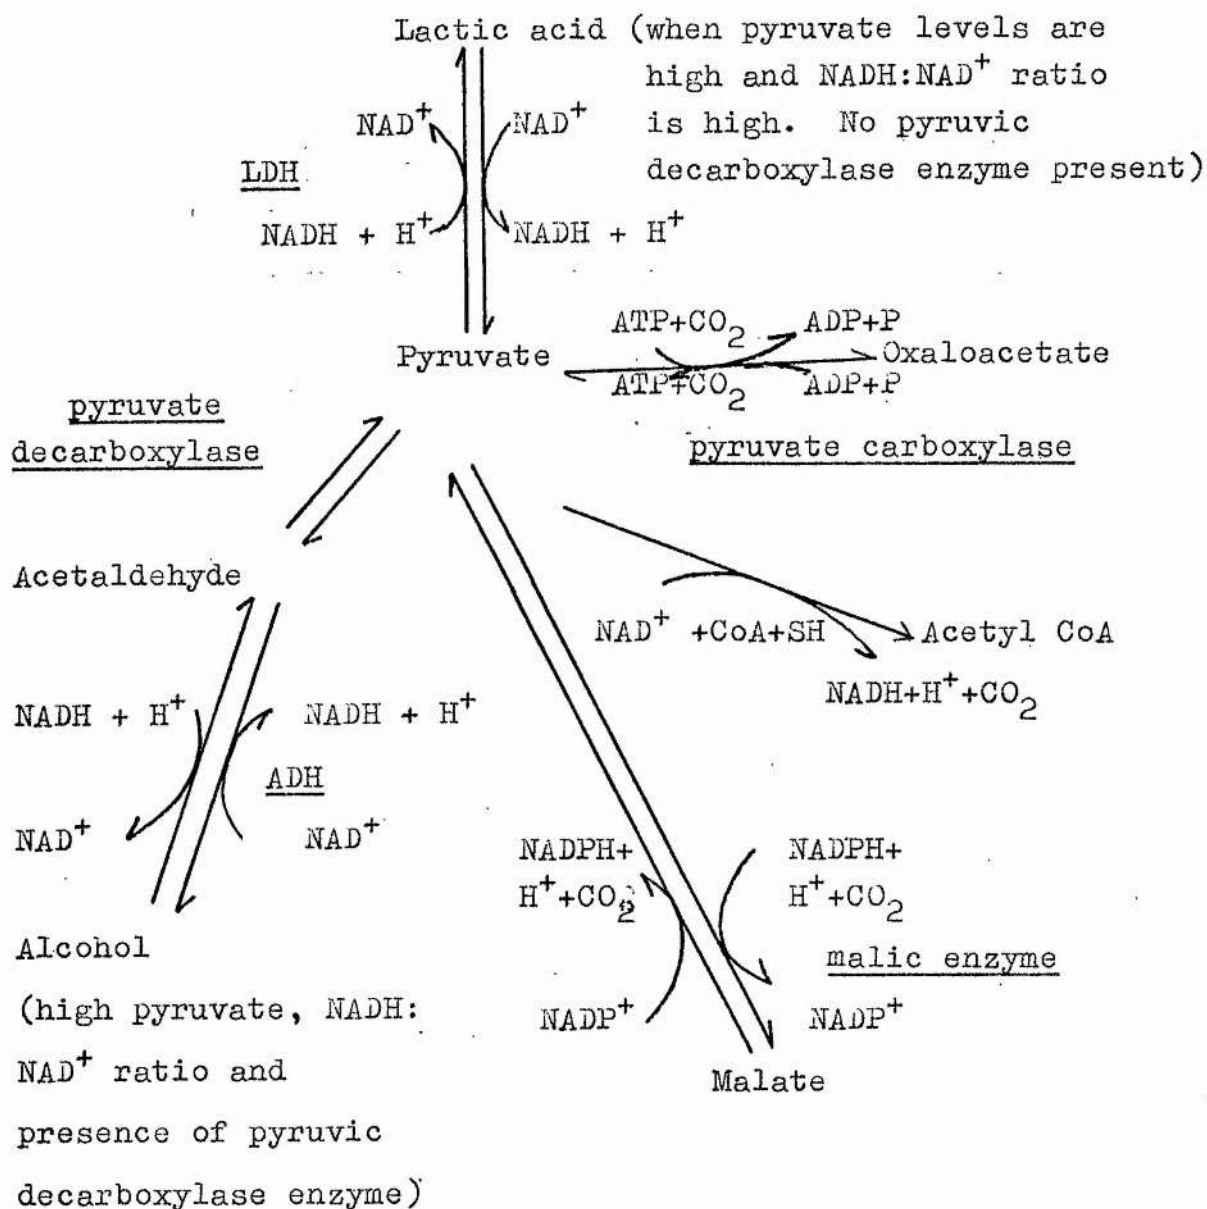 Lactic acid (when pyruvate levels are
high and NADH:NAD⁺ ratio
is high. No pyruvic
decarboxylase enzyme present)
NAD⁺ NAD⁺
LDH
NADH + H⁺ NADH + H⁺
ATP+CO₂ ADP+P
Pyruvate Oxaloacetate
ATP+CO₂ ADP+P
pyruvate
decarboxylase
pyruvate carboxylase
Acetaldehyde
NAD⁺ +CoA+SH Acetyl CoA
NADH+H⁺+CO₂
NADH + H⁺ NADH + H⁺
ADH
NAD⁺ NAD⁺
NADPH+ NADPH+
H⁺+CO₂ H⁺+CO₂
malic enzyme
NADP⁺ NADP⁺
Malate
Alcohol
(high pyruvate, NADH:
NAD⁺ ratio and
presence of pyruvic
decarboxylase enzyme)